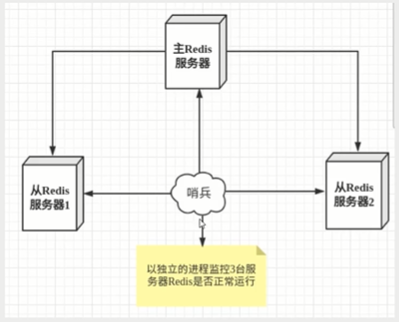 主Redis
服务器
从Redis
服务器1
哨兵
从Redis
服务器2
以独立的进程监控3台服
务器Redis是否正常运行